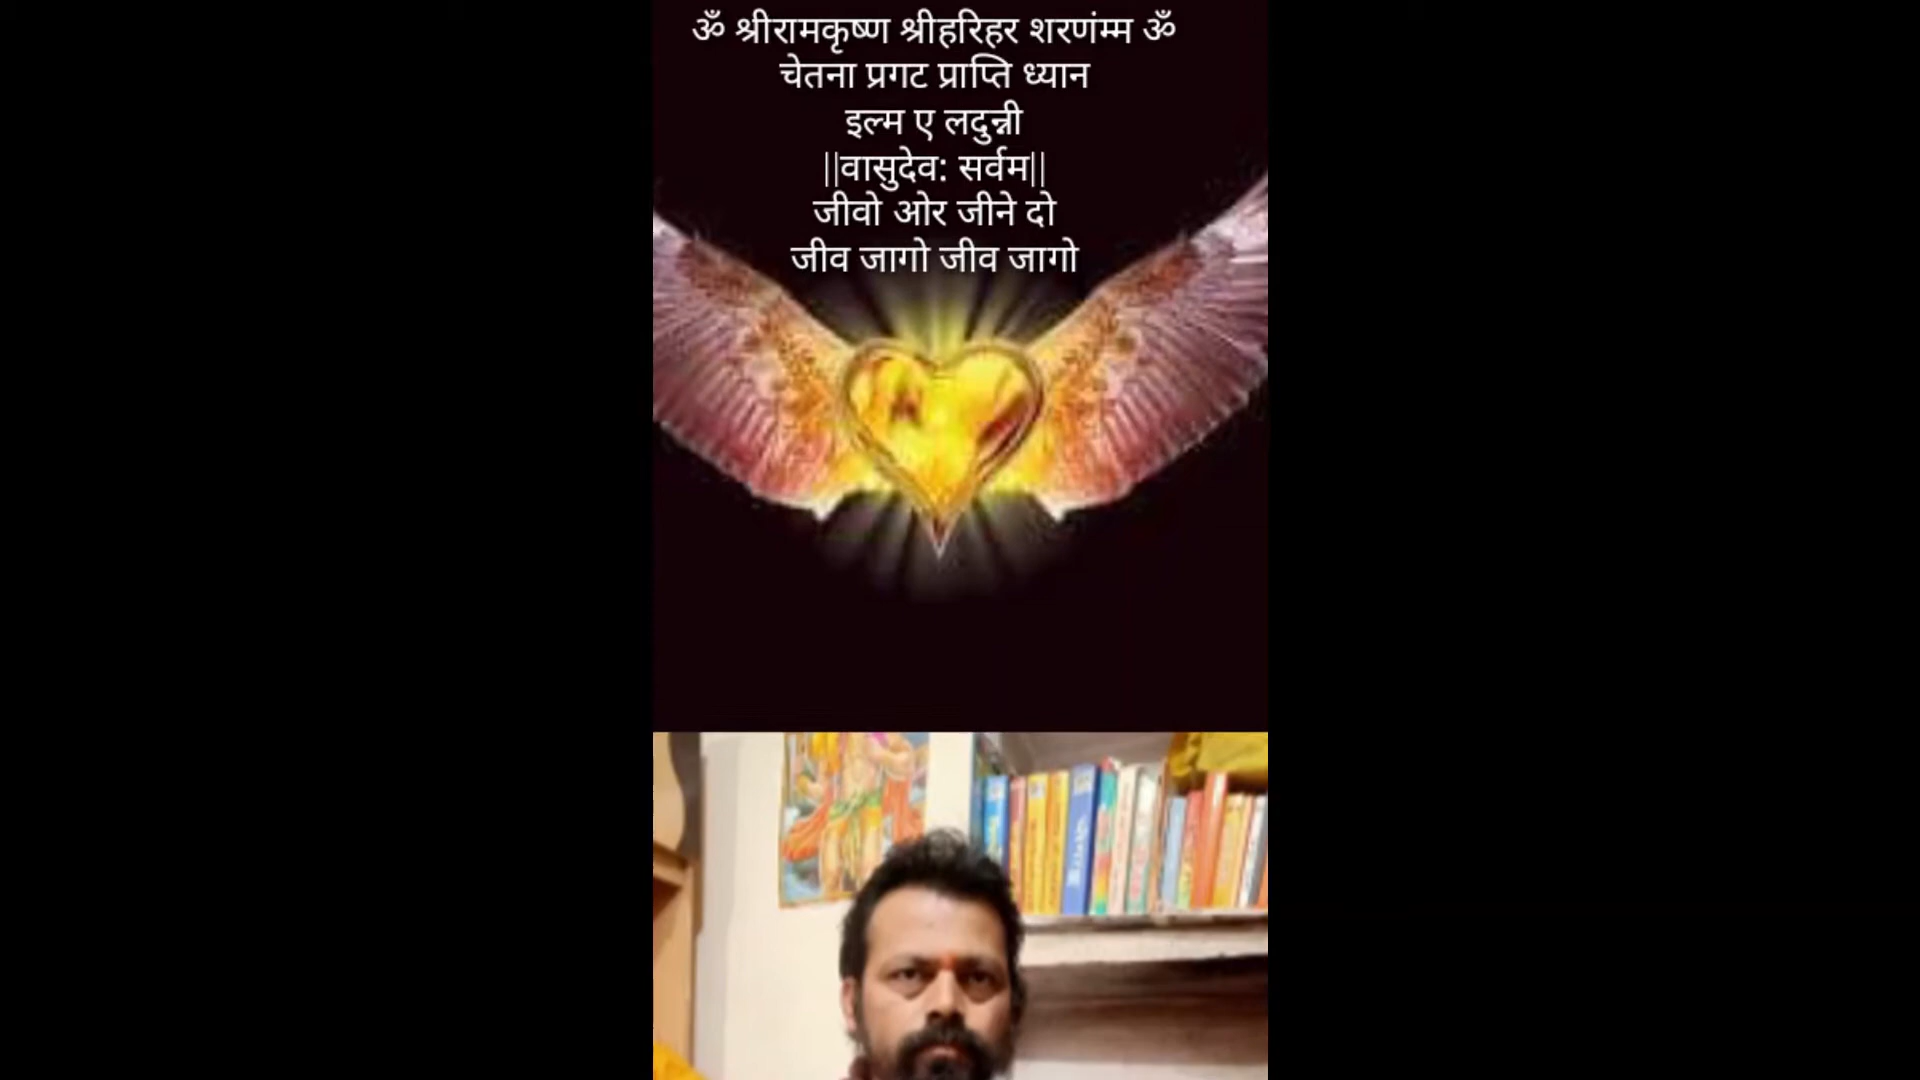 ॐ श्रीरामकृष्ण श्रीहरिहर शरणंम्म ॐ
चेतना प्रगट प्राप्ति ध्यान
इल्म ए लदुन्नी
||वासुदेव: सर्वम||
जीवो ओर जीने दो
जीव जागो जीव जागो